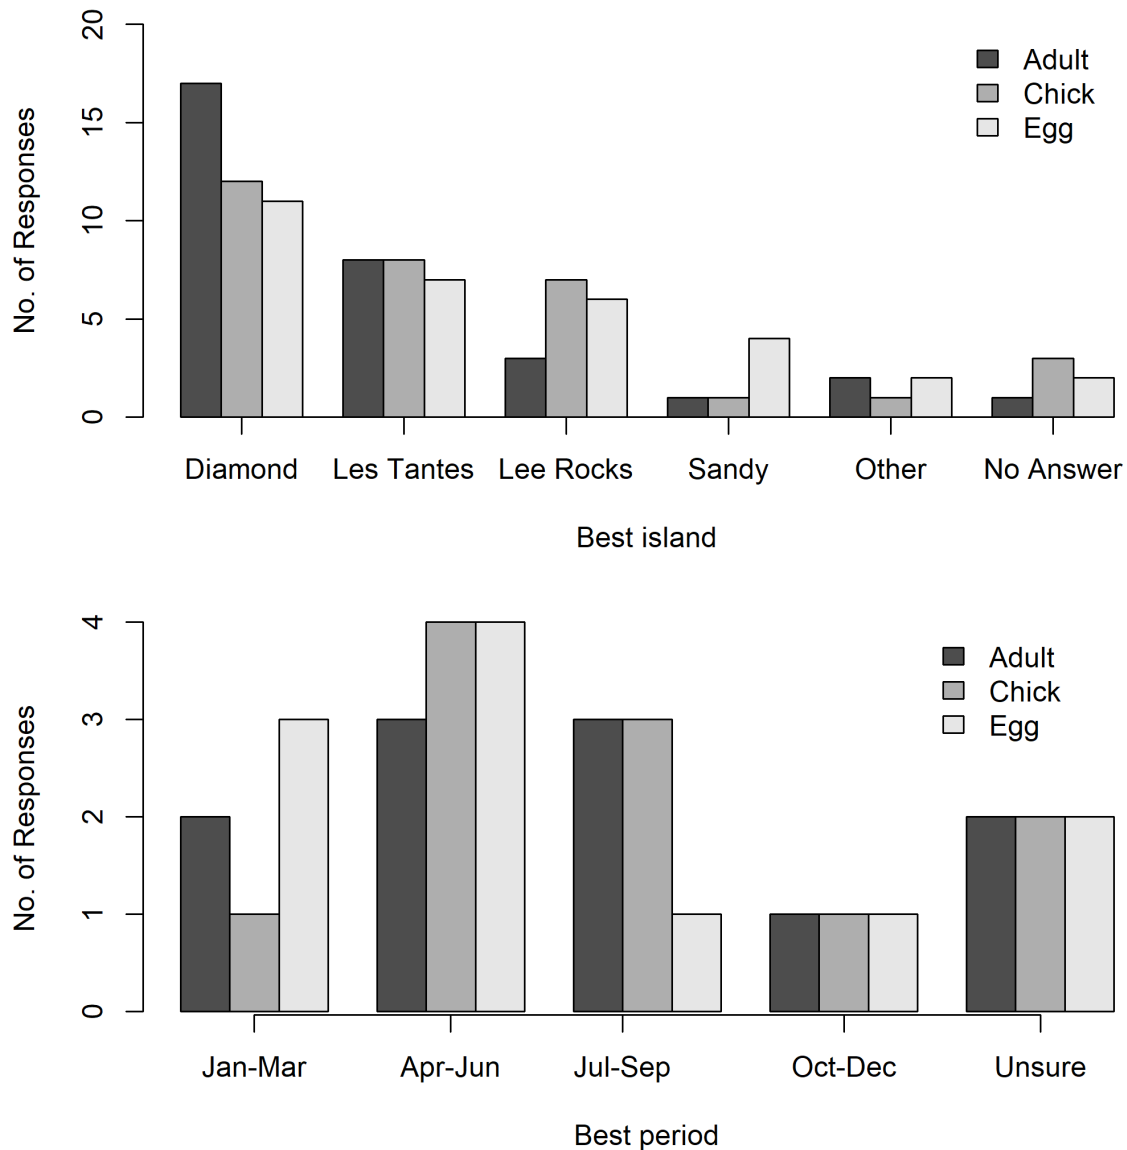 No. of Responses
20
15
10
5
0
Adult
Chick
Egg
Diamond Les Tantes Lee Rocks Sandy Other No Answer
Best island
No. of Responses
4
3
2
1
0
Adult
Chick
Egg
Jan-Mar Apr-Jun Jul-Sep Oct-Dec Unsure
Best period